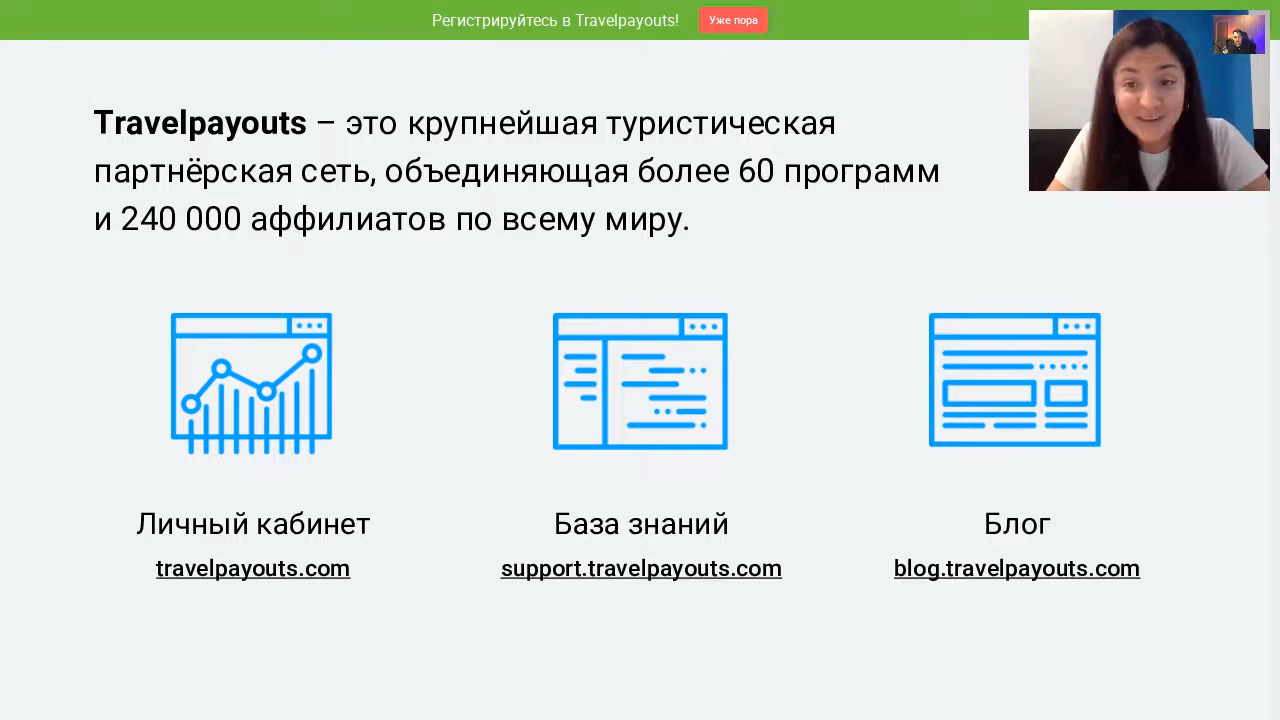 Регистрируйтесь в Travelpayouts! Уже пора
Travelpayouts – это крупнейшая туристическая
партнёрская сеть, объединяющая более 60 программ
и 240 000 аффилиатов по всему миру.
Личный кабинет
travelpayouts.com
База знаний
support.travelpayouts.com
Блог
blog.travelpayouts.com